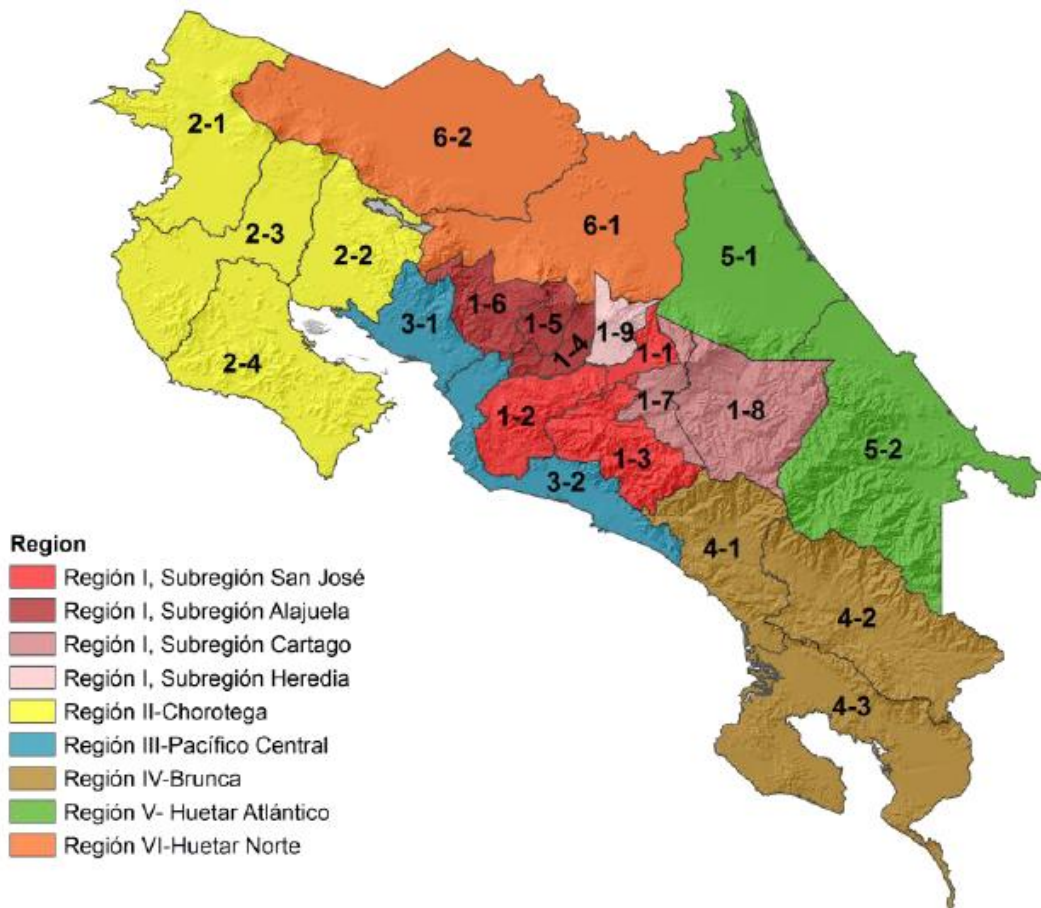 2-1
6-2
2-3
2-2
6-1
5-1
3-1
1-6
1-5
1-4
1-9
1-1
2-4
1-2
1-7
1-8
1-3
5-2
3-2
4-1
4-2
4-3
Region
Región I, Subregión San José
Región I, Subregión Alajuela
Región I, Subregión Cartago
Región I, Subregión Heredia
Región II-Chorotega
Región III-Pacífico Central
Región IV-Brunca
Región V- Huetar Atlántico
Región VI-Huetar Norte